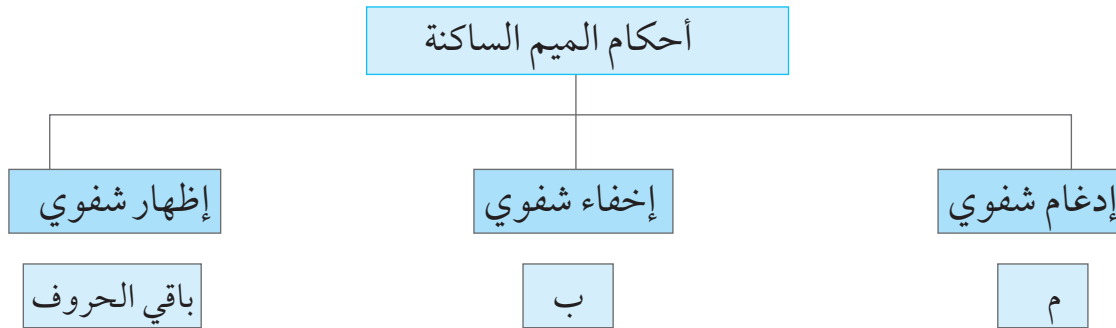 أحكام الميم الساكنة
إدغام شفوي
إخفاء شفوي
إظهار شفوي
م
ب
باقي الحروف